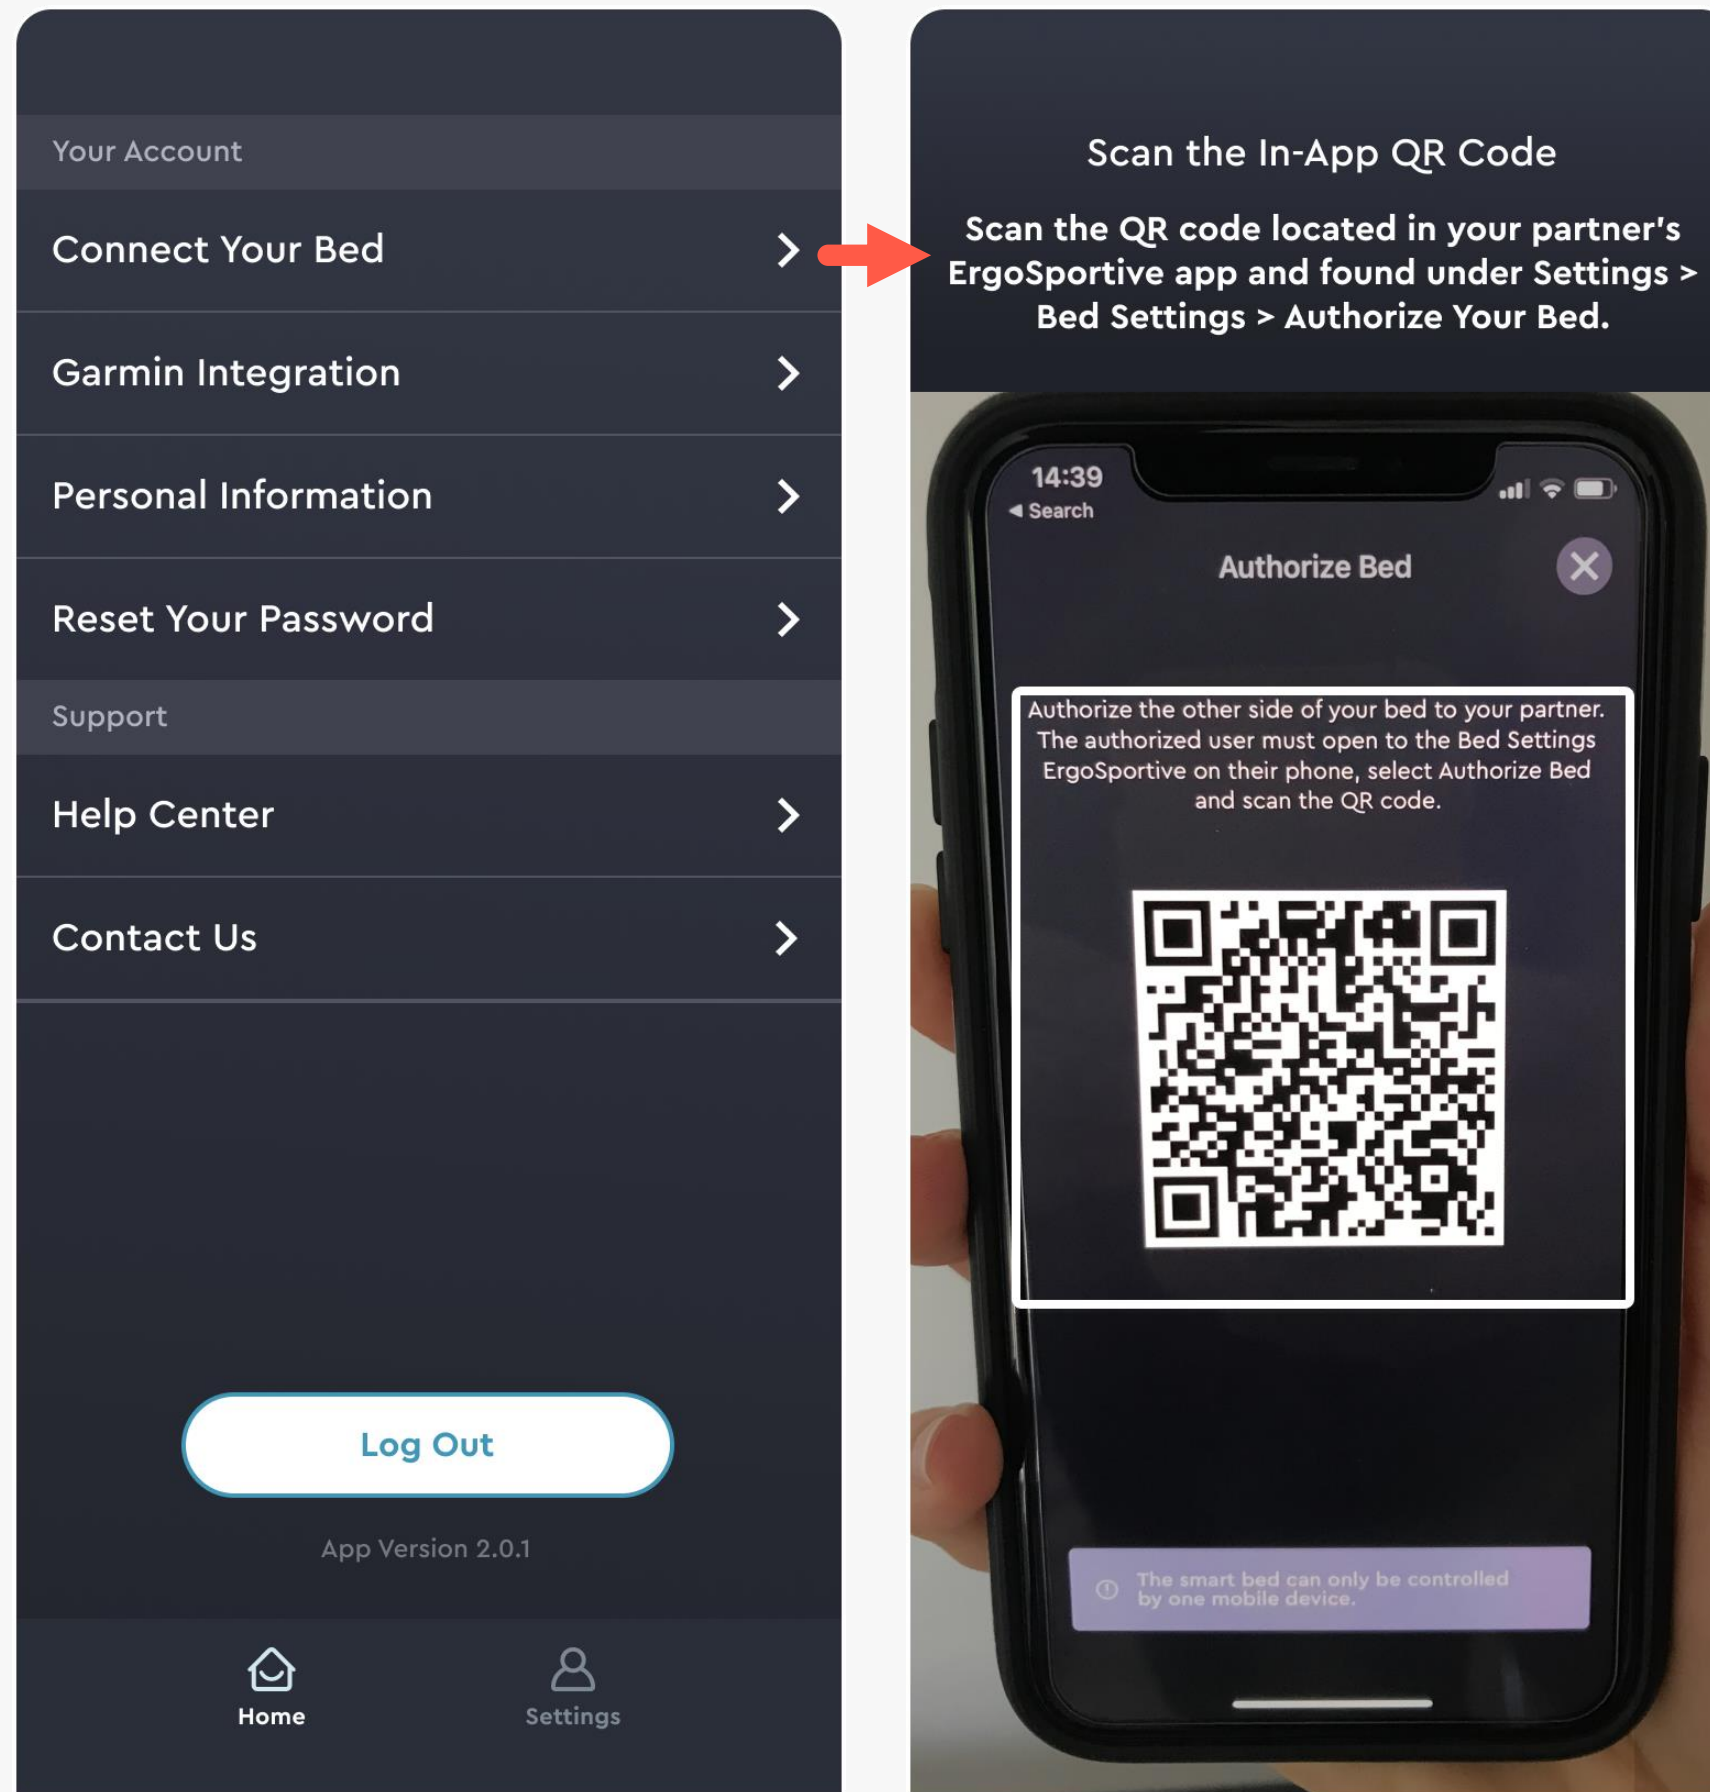 Your Account
Connect Your Bed
Garmin Integration
Personal Information
Reset Your Password
Support
Help Center
Contact Us
Log Out
App Version 2.0.1
Home
Settings
Scan the In-App QR Code
Scan the QR code located in your partner's
ErgoSportive app and found under Settings >
Bed Settings > Authorize Your Bed.
14:39
Search
Authorize Bed
Authorize the other side of your bed to your partner.
The authorized user must open to the Bed Settings
ErgoSportive on their phone, select Authorize Bed
and scan the QR code.
The smart bed can only be controlled
by one mobile device.